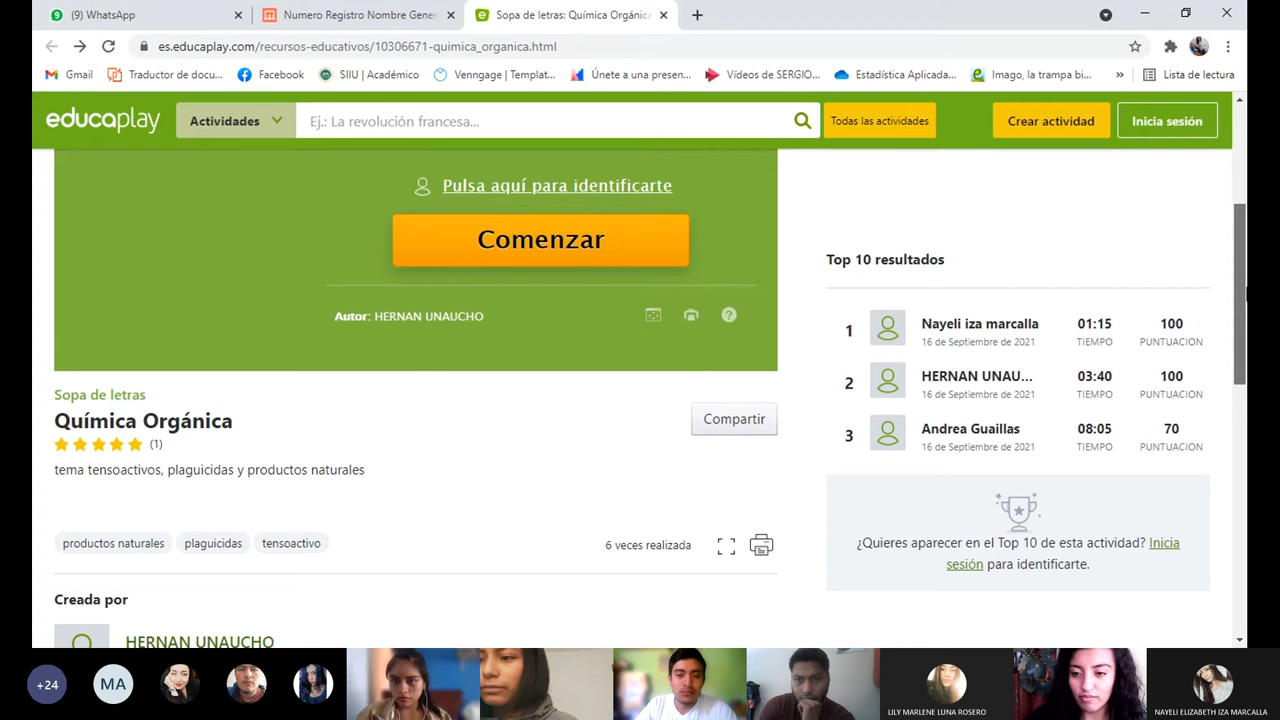 (9) WhatsApp
Numero Registro Nombre Gener
Sopa de letras: Química Orgánica
es.educaplay.com/recursos-educativos/10306671-quimica_organica.html
Gmail
Traductor de docu...
Facebook
SIIU | Académico
Venngage | Templat...
Únete a una presen...
Vídeos de SERGIO...
Estadística Aplicada...
Imago, la trampa bi...
»
Lista de lectura
educaplay
Actividades
Ej.: La revolución francesa...
Todas las actividades
Crear actividad
Inicia sesión
Pulsa aquí para identificarte
Comenzar
Autor: HERNAN UNAUCHO
Sopa de letras
Química Orgánica
(1)
Compartir
tema tensoactivos, plaguicidas y productos naturales
productos naturales
plaguicidas
tensoactivo
6 veces realizada
Creada por
HERNAN UNAUCHO
Top 10 resultados
1 Nayeli iza marcalla 01:15 100
16 de Septiembre de 2021 TIEMPO PUNTUACION
2 HERNAN UNAU... 03:40 100
16 de Septiembre de 2021 TIEMPO PUNTUACION
3 Andrea Guaillas 08:05 70
16 de Septiembre de 2021 TIEMPO PUNTUACION
¿Quieres aparecer en el Top 10 de esta actividad? Inicia
sesión para identificarte.
+24
MA
LILY MARLENE LUNA ROSERO
NAYELI ELIZABETH IZA MARCALLA